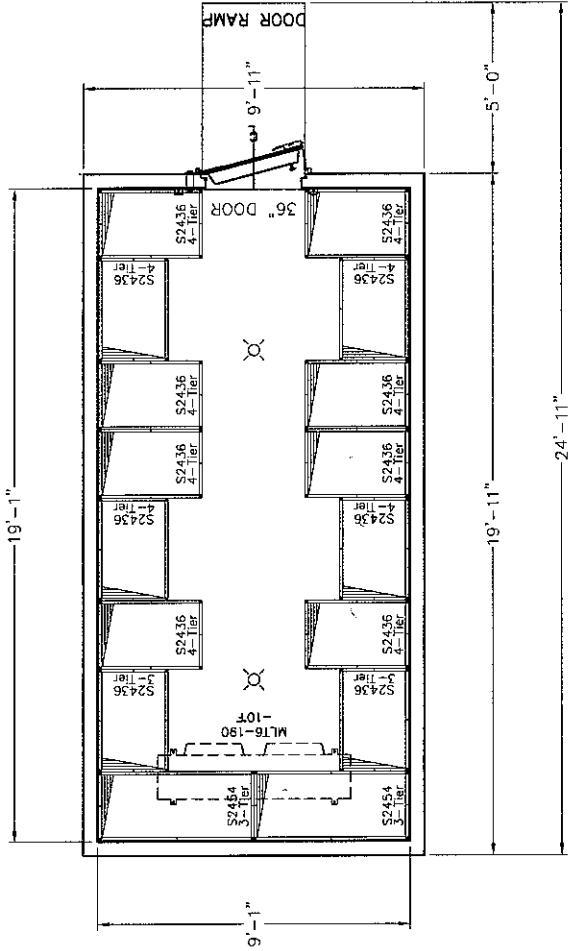 DOOR RAMP
9'-11"
5'-0"
36" DOOR
S2436
4-Tier
S2436
4-Tier
S2436
4-Tier
S2436
4-Tier
S2436
4-Tier
S2436
4-Tier
S2436
3-Tier
S2454
3-Tier
S2436
4-Tier
S2436
4-Tier
S2436
4-Tier
S2436
4-Tier
S2436
4-Tier
S2436
4-Tier
S2436
3-Tier
S2454
3-Tier
MLT6-190
-10°F
19'-1"
9'-1"
19'-11"
24'-11"